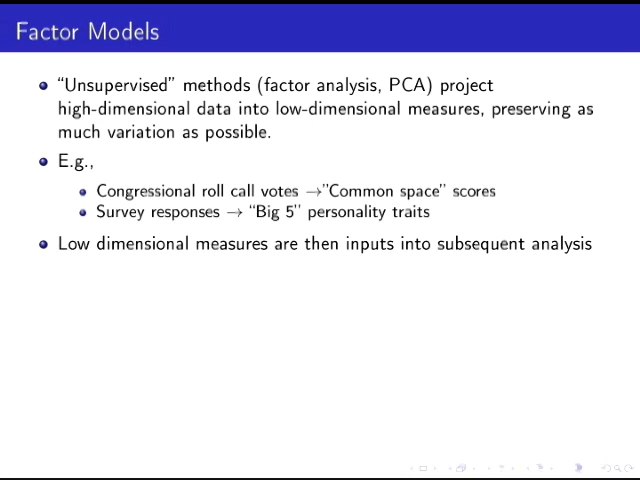 Factor Models
“Unsupervised” methods (factor analysis, PCA) project
high-dimensional data into low-dimensional measures, preserving as
much variation as possible.
E.g.,
Congressional roll call votes →”Common space” scores
Survey responses → “Big 5” personality traits
Low dimensional measures are then inputs into subsequent analysis